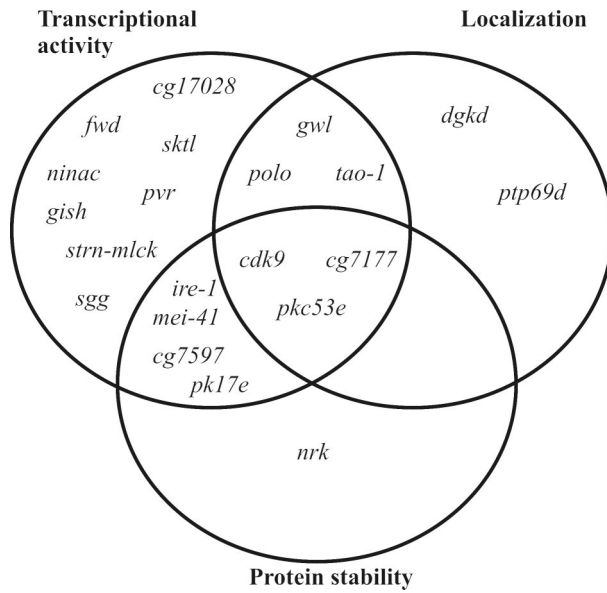 Transcriptional activity
Localization
cg17028
fwd
sktl
ninac
pvr
gish
strn-mlck
sgg
gwl
polo
tao-1
dgkd
ptp69d
cdk9
cg7177
pkc53e
ire-1
mei-41
cg7597
pk17e
nrk
Protein stability